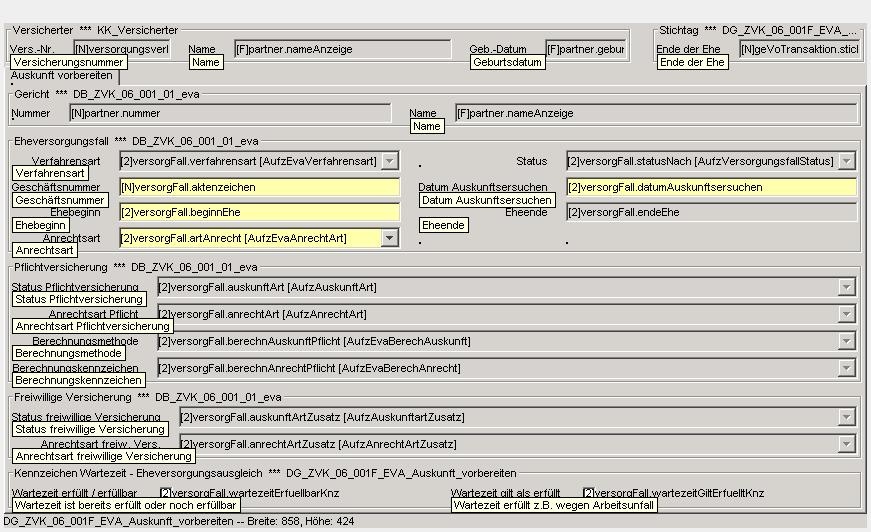 Versicherter *** KK_Versicherter
Stichtag *** DG_ZVK_06_001F_EVA_...
Vers.-Nr. [N]versorgungsverl Name [F]partner.nameAnzeige Geb.-Datum [F]partner.gebur Ende der Ehe [N]geVoTransaktion.sticl
Versicherungsnummer Name Geburtsdatum Ende der Ehe
Auskunft vorbereiten
Gericht *** DB_ZVK_06_001_01_eva
Nummer [N]partner.nummer Name [F]partner.nameAnzeige
Name
Eheversorgungsfall *** DB_ZVK_06_001_01_eva
Verfahrensart [2]versorgFall.verfahrensart [AufzEvaVerfahrensart] Status [2]versorgFall.statusNach [AufzVersorgungsfallStatus]
Verfahrensart
Geschäftsnummer [N]versorgFall.aktenzeichen Datum Auskunftsersuchen [2]versorgFall.datumAuskunftsersuchen
Geschäftsnummer Datum Auskunftsersuchen
Ehebeginn [2]versorgFall.beginnEhe Eheende [2]versorgFall.endeEhe
Ehebeginn Eheende
Anrechtsart [2]versorgFall.artAnrecht [AufzEvaAnrechtArt]
Anrechtsart
Pflichtversicherung *** DB_ZVK_06_001_01_eva
Status Pflichtversicherung [2]versorgFall.auskunftArt [AufzAuskunftArt]
Status Pflichtversicherung
Anrechtsart Pflicht [2]versorgFall.anrechtArt [AufzAnrechtArt]
Anrechtsart Pflichtversicherung
Berechnungsmethode [2]versorgFall.berechnAuskunftPflicht [AufzEvaBerechAuskunft]
Berechnungsmethode
Berechnungskennzeichen [2]versorgFall.berechnAnrechtPflicht [AufzEvaBerechAnrecht]
Berechnungskennzeichen
Freiwillige Versicherung *** DB_ZVK_06_001_01_eva
Status freiwillige Versicherung [2]versorgFall.auskunftArtZusatz [AufzAuskunftartZusatz]
Status freiwillige Versicherung
Anrechtsart freiw. Vers. [2]versorgFall.anrechtArtZusatz [AufzAnrechtArtZusatz]
Anrechtsart freiwillige Versicherung
Kennzeichen Wartezeit - Eheversorgungsausgleich *** DG_ZVK_06_001F_EVA_Auskunft_vorbereiten
Wartezeit erfüllt / erfüllbar [2]versorgFall.wartezeitErfuellbarKnz Wartezeit gilt als erfüllt [2]versorgFall.wartezeitGiltErfuelltKnz
Wartezeit ist bereits erfüllt oder noch erfüllbar Wartezeit erfüllt z.B. wegen Arbeitsunfall
DG_ZVK_06_001F_EVA_Auskunft_vorbereiten -- Breite: 858, Höhe: 424